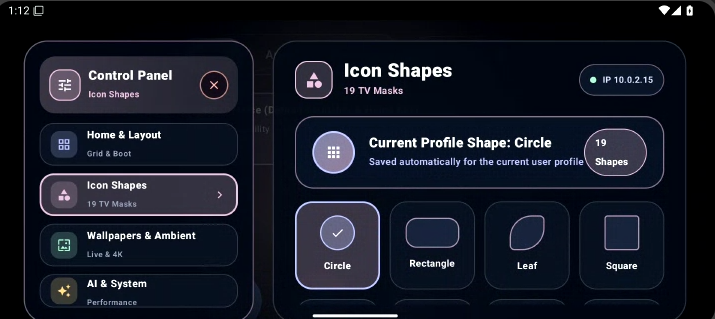 1:12
Control Panel
Icon Shapes
Home & Layout
Grid & Boot
Icon Shapes
19 TV Masks
Wallpapers & Ambient
Live & 4K
AI & System
Performance
Icon Shapes
19 TV Masks
IP 10.0.2.15
Current Profile Shape: Circle
Saved automatically for the current user profile
19
Shapes
Circle
Rectangle
Leaf
Square